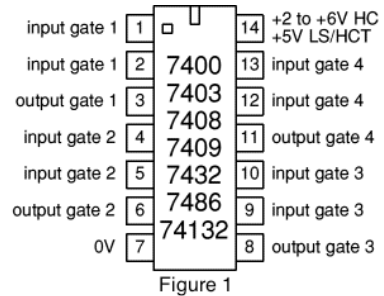 input gate 1 1 14 +2 to +6V HC
+5V LS/HCT
input gate 1 2 7400 13 input gate 4
output gate 1 3 7403 12 input gate 4
7408
input gate 2 4 7409 11 output gate 4
input gate 2 5 7432 10 input gate 3
output gate 2 6 7486 9 input gate 3
74132
0V 7 8 output gate 3
Figure 1